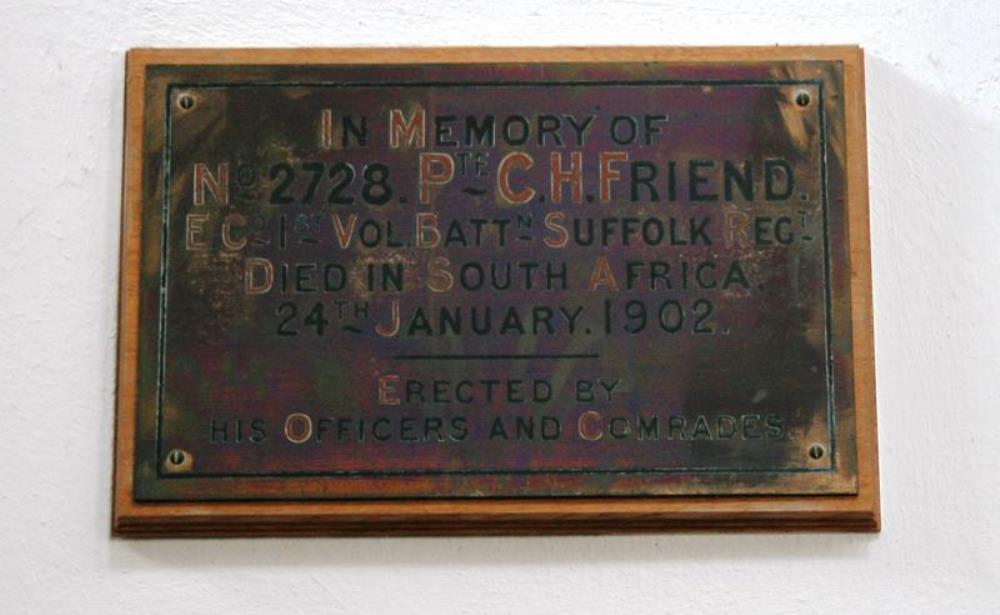 IN MEMORY OF
No 2728. PTE C.H.FRIEND.
E Co 1ST VOL.BATTN SUFFOLK REGT
DIED IN SOUTH AFRICA.
24TH JANUARY.1902.
ERECTED BY
HIS OFFICERS AND COMRADES.